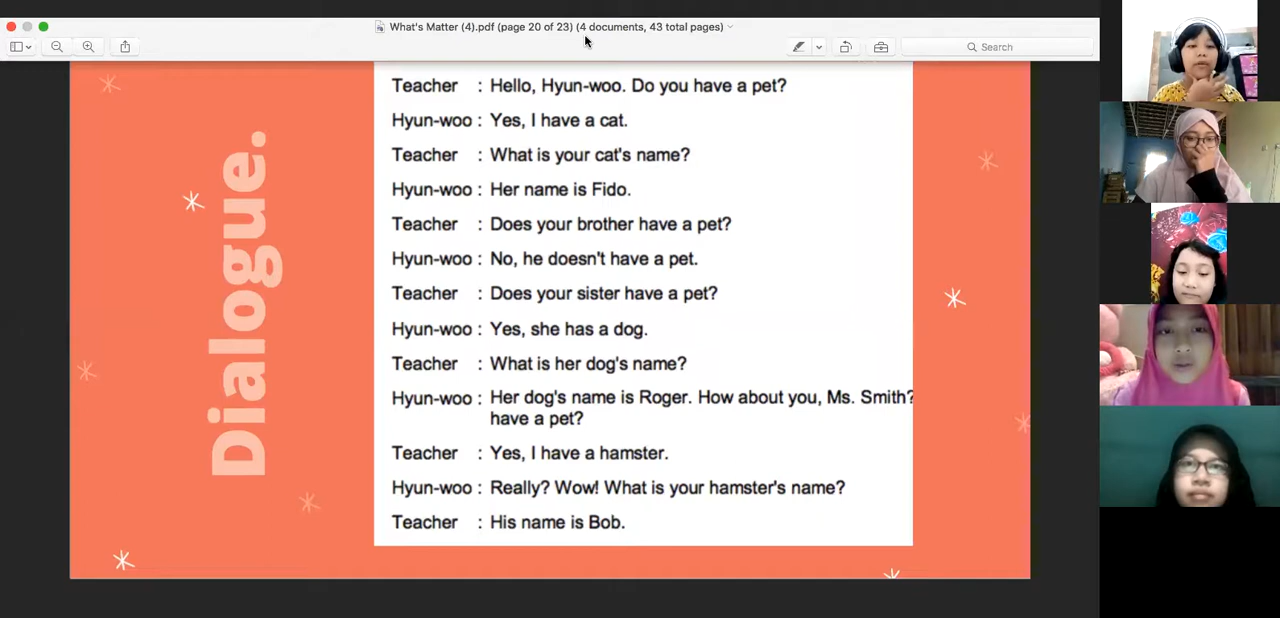 What's Matter (4).pdf (page 20 of 23) (4 documents, 43 total pages)
Search
Dialogue.
Teacher : Hello, Hyun-woo. Do you have a pet?
Hyun-woo : Yes, I have a cat.
Teacher : What is your cat's name?
Hyun-woo : Her name is Fido.
Teacher : Does your brother have a pet?
Hyun-woo : No, he doesn't have a pet.
Teacher : Does your sister have a pet?
Hyun-woo : Yes, she has a dog.
Teacher : What is her dog's name?
Hyun-woo : Her dog's name is Roger. How about you, Ms. Smith?
have a pet?
Teacher : Yes, I have a hamster.
Hyun-woo : Really? Wow! What is your hamster's name?
Teacher : His name is Bob.